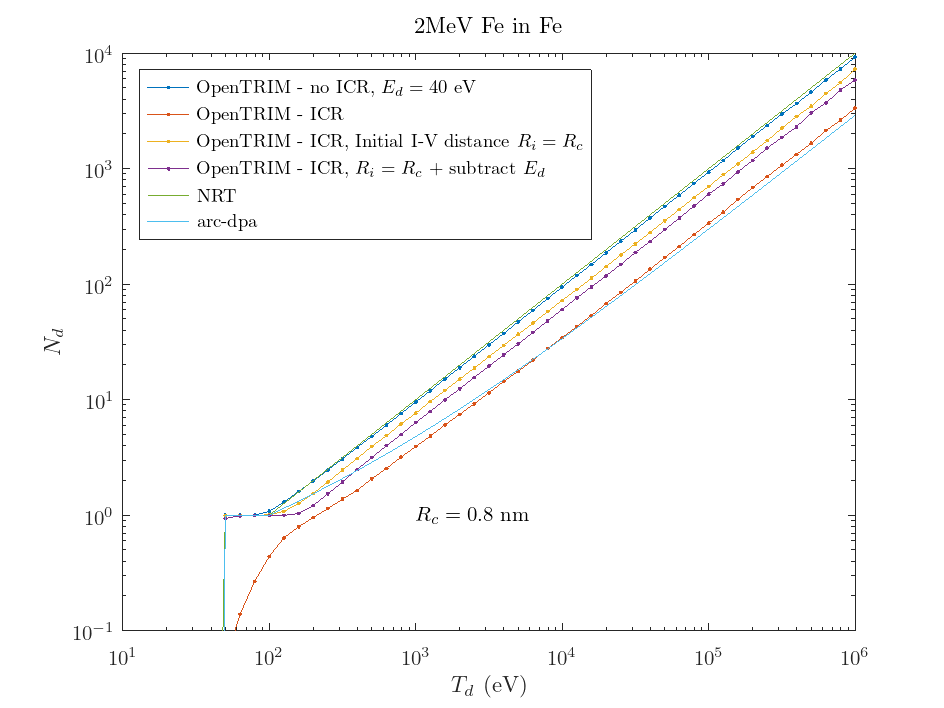 2MeV Fe in Fe
10^4
10^3
10^2
10^1
10^0
10^−1
N_d
OpenTRIM - no ICR, E_d = 40 eV
OpenTRIM - ICR
OpenTRIM - ICR, Initial I-V distance R_i = R_c
OpenTRIM - ICR, R_i = R_c + subtract E_d
NRT
arc-dpa
R_c = 0.8 nm
10^1 10^2 10^3 10^4 10^5 10^6
T_d (eV)